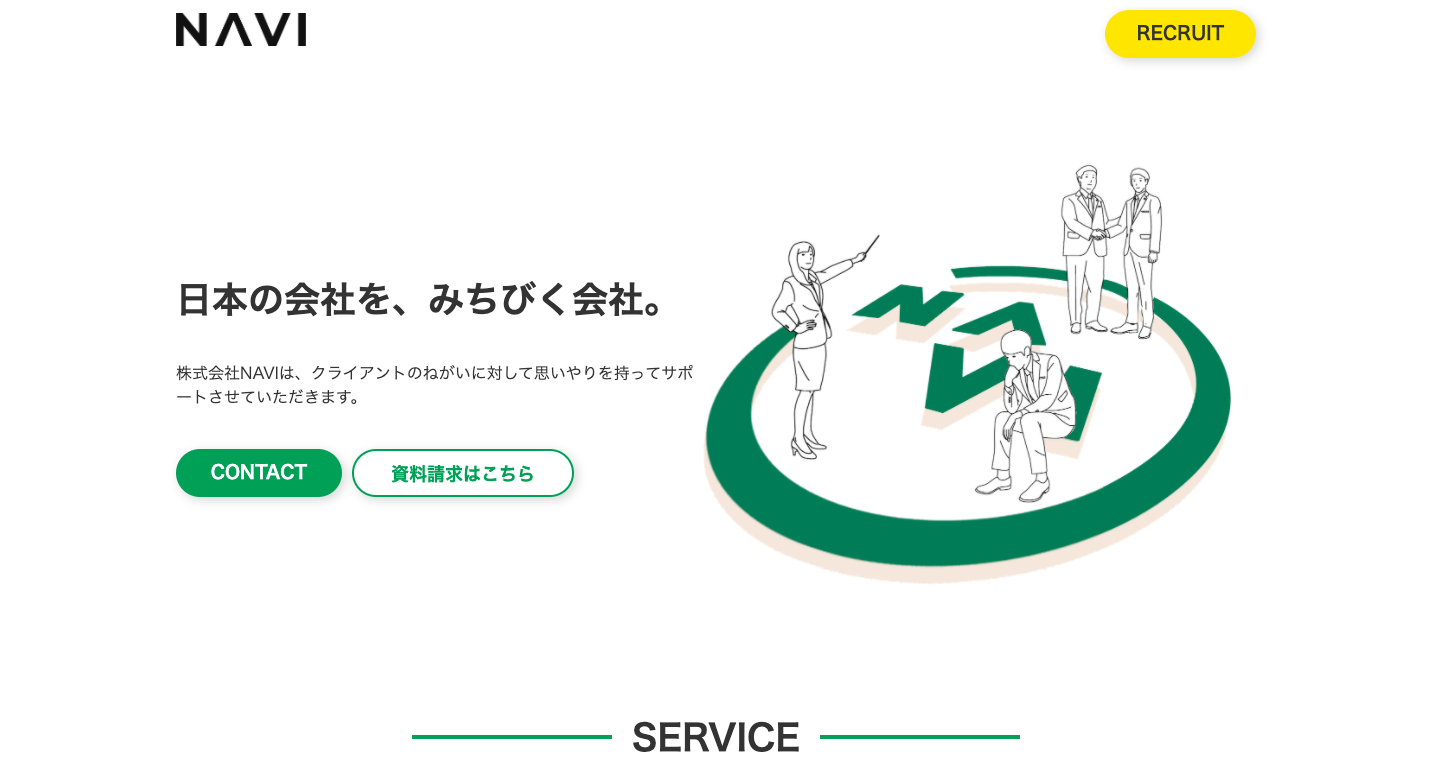 NAVI
RECRUIT
日本の会社を、みちびく会社。
株式会社NAVIは、クライアントのねがいに対して思いやりを持ってサポ
ートさせていただきます。
CONTACT
資料請求はこちら
NAVI
SERVICE